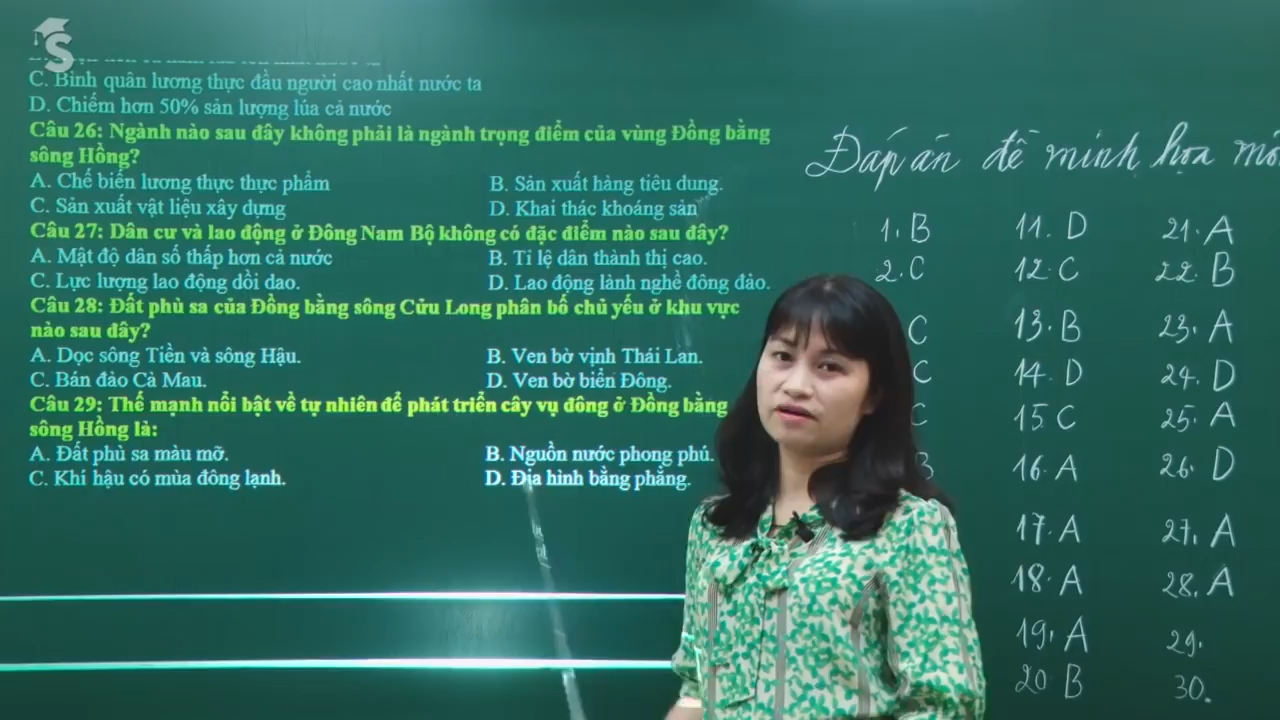 S
C. Bình quân lương thực đầu người cao nhất nước ta
D. Chiếm hơn 50% sản lượng lúa cả nước
Câu 26: Ngành nào sau đây không phải là ngành trọng điểm của vùng Đồng bằng
sông Hồng?
A. Chế biến lương thực thực phẩm B. Sản xuất hàng tiêu dung.
C. Sản xuất vật liệu xây dựng D. Khai thác khoáng sản
Câu 27: Dân cư và lao động ở Đông Nam Bộ không có đặc điểm nào sau đây?
A. Mật độ dân số thấp hơn cả nước B. Tỉ lệ dân thành thị cao.
C. Lực lượng lao động dồi dao. D. Lao động lành nghề đông đảo.
Câu 28: Đất phù sa của Đồng bằng sông Cửu Long phân bố chủ yếu ở khu vực
nào sau đây?
A. Dọc sông Tiền và sông Hậu. B. Ven bờ vịnh Thái Lan.
C. Bán đảo Cà Mau. D. Ven bờ biển Đông.
Câu 29: Thế mạnh nổi bật về tự nhiên để phát triển cây vụ đông ở Đồng bằng
sông Hồng là:
A. Đất phù sa màu mỡ. B. Nguồn nước phong phú.
C. Khí hậu có mùa đông lạnh. D. Địa hình bằng phẳng.
Đáp án đề minh họa
1. B 11. D 21. A
2. C 12. C 22. B
C 13. B 23. A
C 14. D 24. D
C 15 C 25. A
B 16. A 26. D
17. A 27. A
18. A 28. A
19. A 29.
20 B 30.